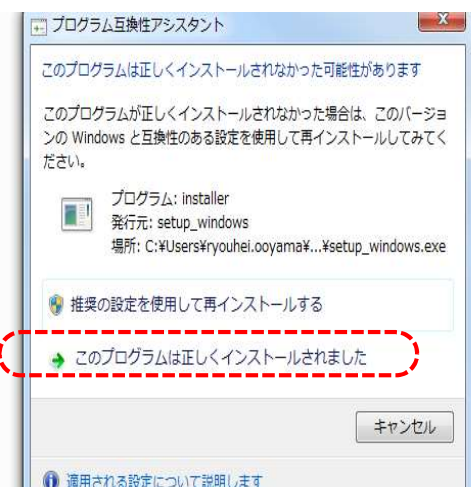 プログラム互換性アシスタント
このプログラムは正しくインストールされなかった可能性があります
このプログラムが正しくインストールされなかった場合は、このバージョ
ンの Windows と互換性のある設定を使用して再インストールしてみてく
ださい。
プログラム: installer
発行元: setup_windows
場所: C:¥Users¥ryouhei.ooyama¥...¥setup_windows.exe
推奨の設定を使用して再インストールする
このプログラムは正しくインストールされました
キャンセル
適用される設定について説明します